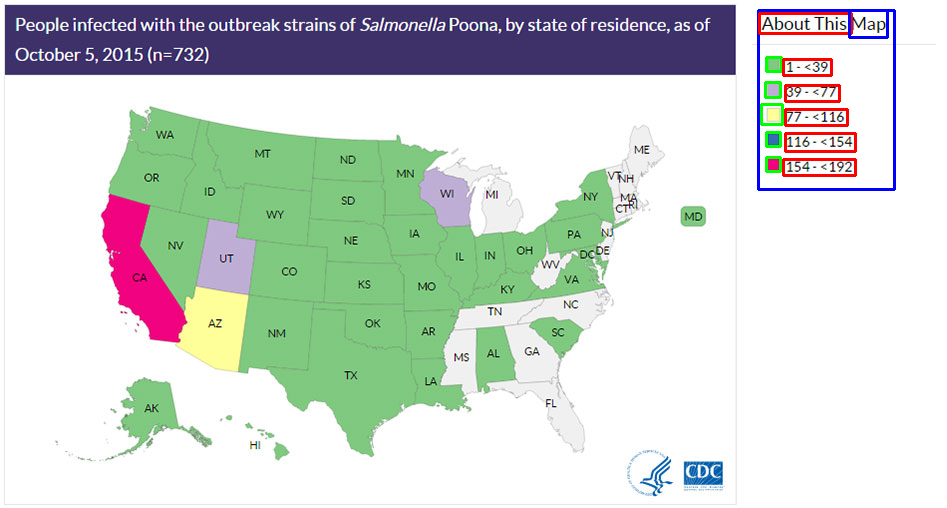 People infected with the outbreak strains of Salmonella Poona, by state of residence, as of
October 5, 2015 (n=732)
About This Map
1 - <39
39 - <77
77 - <116
116 - <154
154 - <192
WA
MT
ND
MN
ME
OR
ID
SD
WI
MI
VT
NH
NY
MA
RI
CT
WY
MD
NV
NE
IA
PA
NJ
UT
CO
IL
IN
OH
DC
DE
CA
KS
MO
WV
VA
KY
AZ
NM
OK
AR
TN
NC
SC
TX
LA
MS
AL
GA
FL
AK
HI
CDC